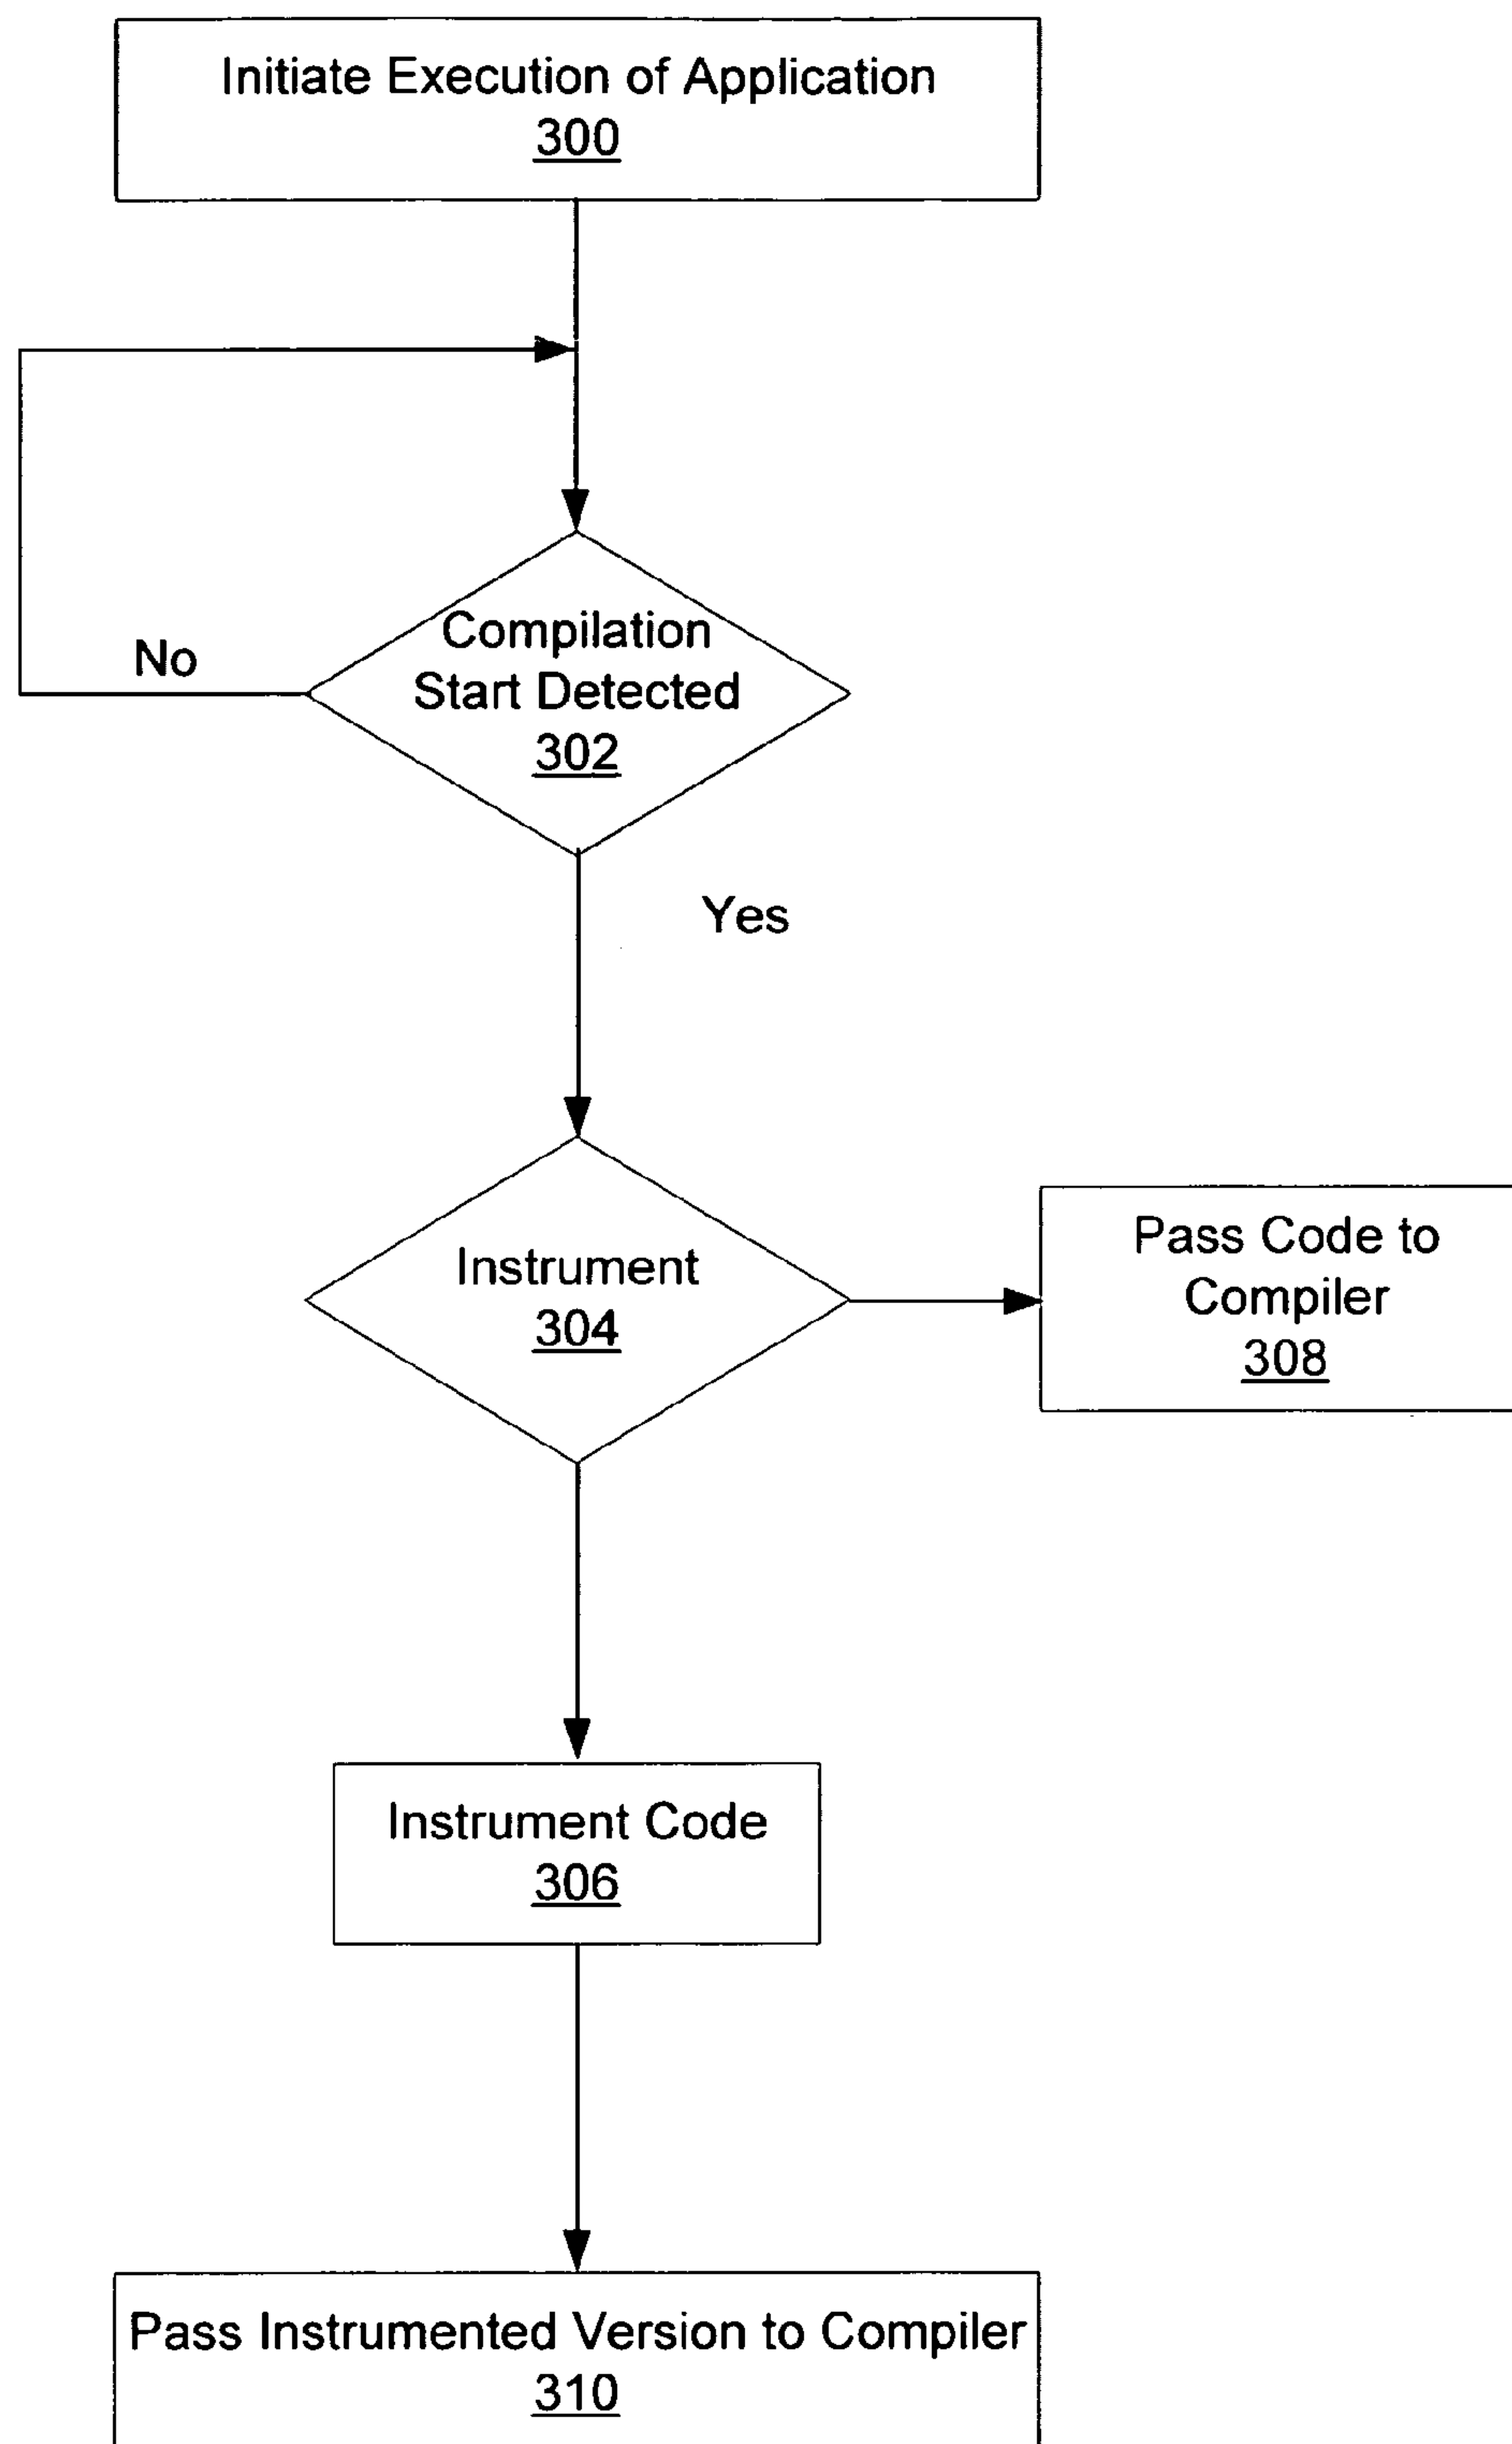 Initiate Execution of Application
300
No
Compilation
Start Detected
302
Yes
Instrument
304
Pass Code to
Compiler
308
Instrument Code
306
Pass Instrumented Version to Compiler
310